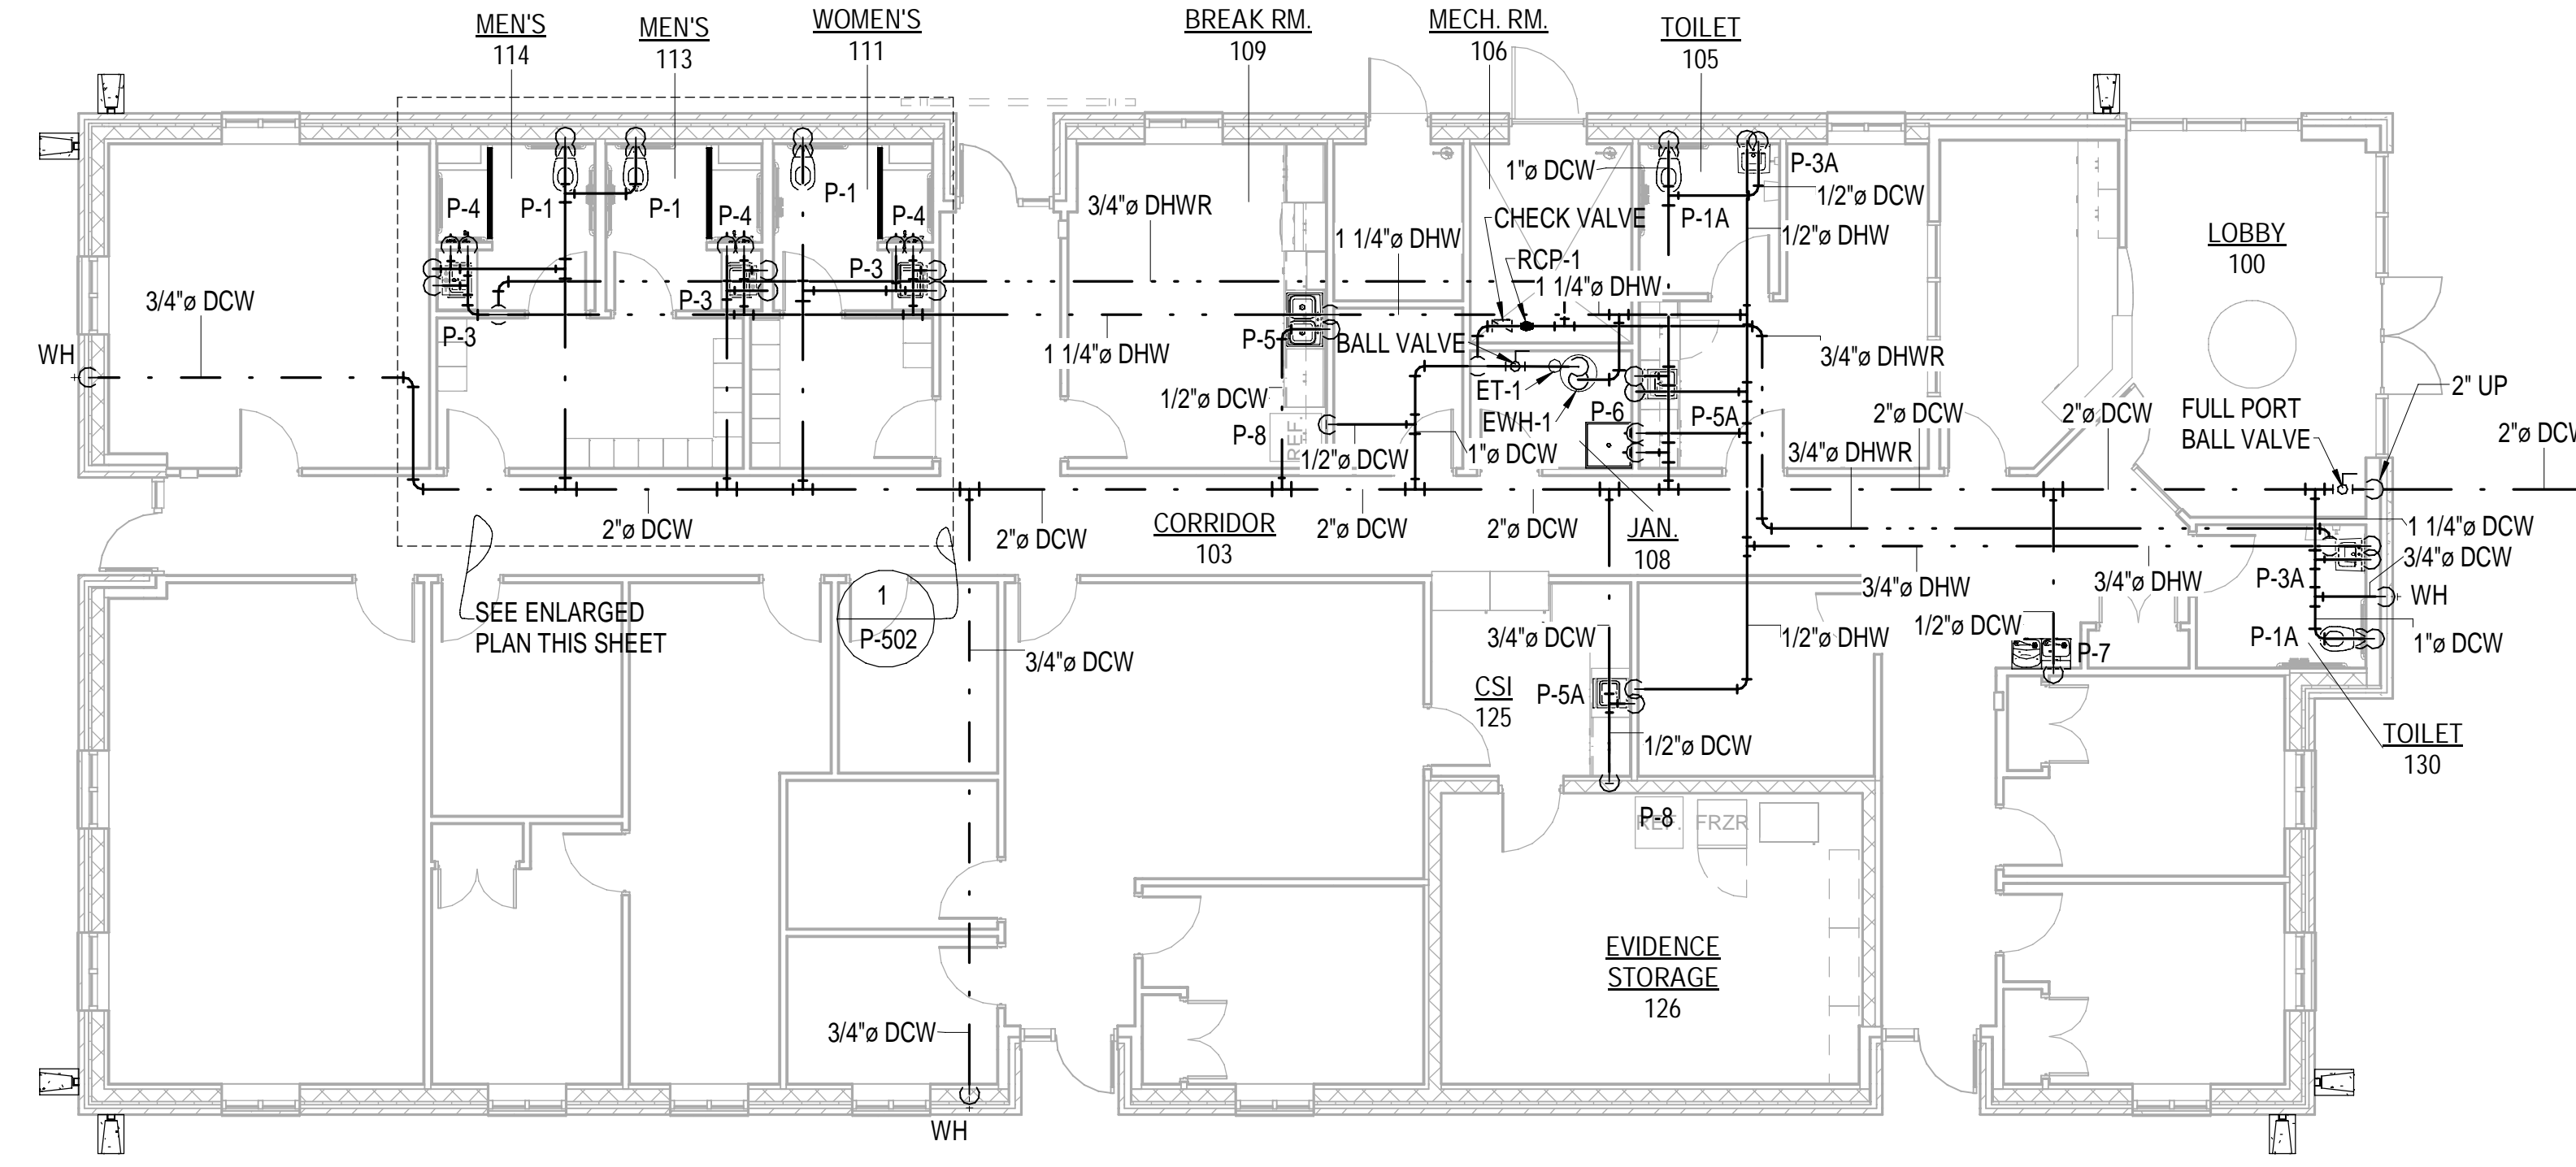 MEN'S
114
MEN'S
113
WOMEN'S
111
BREAK RM.
109
MECH. RM.
106
TOILET
105
P-4
P-1
P-1
P-4
P-1
P-4
P-3
P-3
P-3
3/4"ø DHWR
1 1/4"ø DHW
1"ø DCW
P-3A
1/2"ø DCW
P-1A
1/2"ø DHW
CHECK VALVE
RCP-1
1 1/4"ø DHW
LOBBY
100
3/4"ø DCW
WH
1 1/4"ø DHW
P-5
BALL VALVE
ET-1
EWH-1
3/4"ø DHWR
1/2"ø DCW
P-8
REF.
1/2"ø DCW
1"ø DCW
P-6
P-5A
2"ø DCW
2"ø DCW
3/4"ø DHWR
FULL PORT
BALL VALVE
2" UP
2"ø DCW
2"ø DCW
2"ø DCW
CORRIDOR
103
2"ø DCW
2"ø DCW
JAN.
108
1 1/4"ø DCW
3/4"ø DCW
P-3A
WH
3/4"ø DHW
3/4"ø DHW
SEE ENLARGED
PLAN THIS SHEET
1
P-502
3/4"ø DCW
3/4"ø DCW
1/2"ø DHW
1/2"ø DCW
P-7
P-1A
1"ø DCW
CSI
125
P-5A
1/2"ø DCW
TOILET
130
P-8
REF.
FRZR
EVIDENCE
STORAGE
126
3/4"ø DCW
WH